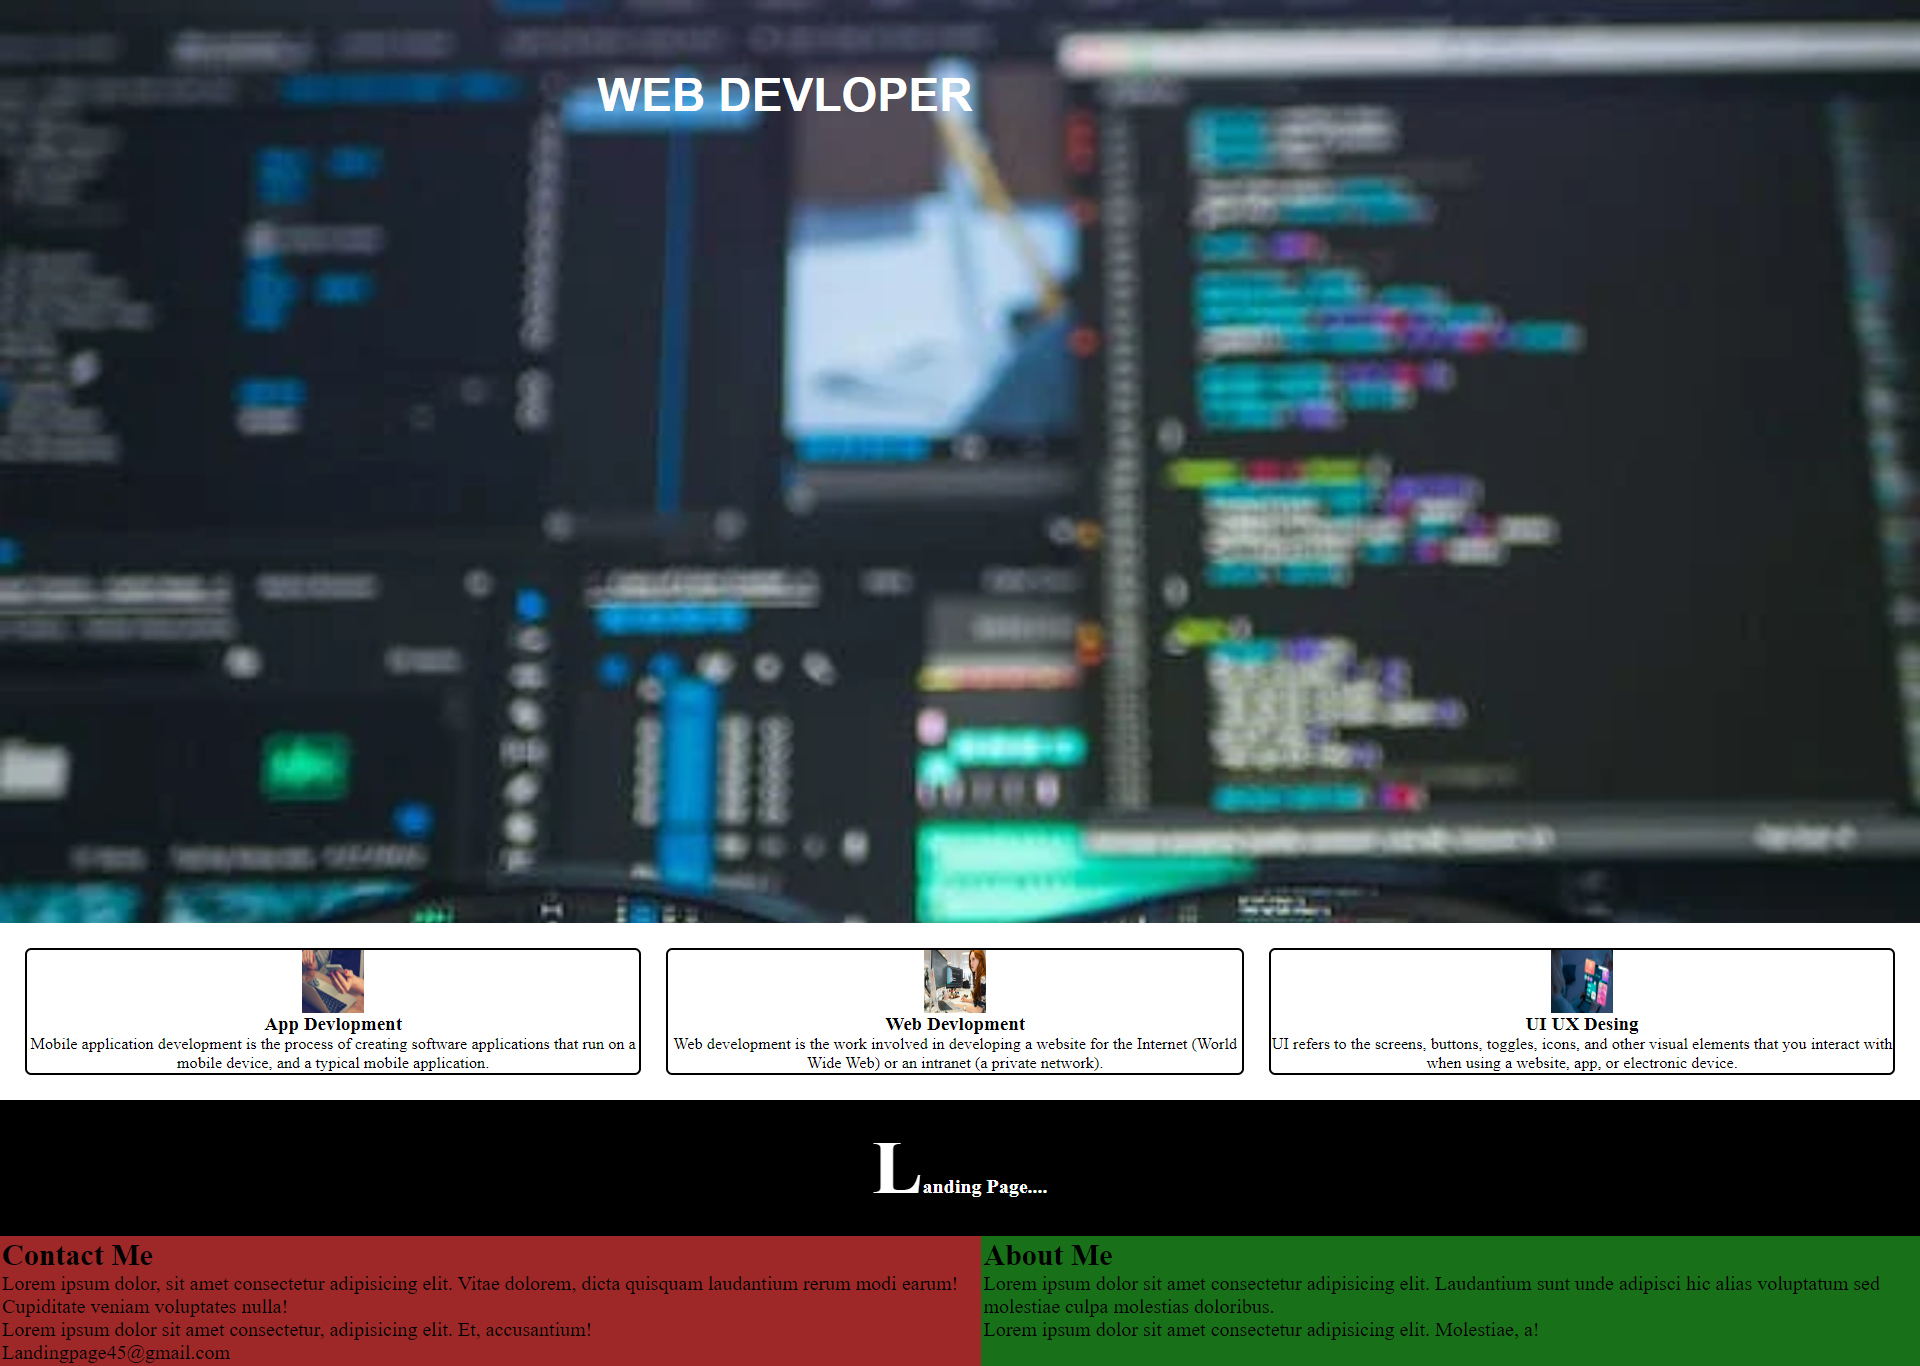 WEB DEVLOPER
App Devlopment
Mobile application development is the process of creating software applications that run on a
mobile device, and a typical mobile application.
Web Devlopment
Web development is the work involved in developing a website for the Internet (World
Wide Web) or an intranet (a private network).
UI UX Desing
UI refers to the screens, buttons, toggles, icons, and other visual elements that you interact with
when using a website, app, or electronic device.
Landing Page....
Contact Me
Lorem ipsum dolor, sit amet consectetur adipisicing elit. Vitae dolorem, dicta quisquam laudantium rerum modi earum!
Cupiditate veniam voluptates nulla!
Lorem ipsum dolor sit amet consectetur, adipisicing elit. Et, accusantium!
Landingpage45@gmail.com
About Me
Lorem ipsum dolor sit amet consectetur adipisicing elit. Laudantium sunt unde adipisci hic alias voluptatum sed
molestiae culpa molestias doloribus.
Lorem ipsum dolor sit amet consectetur adipisicing elit. Molestiae, a!